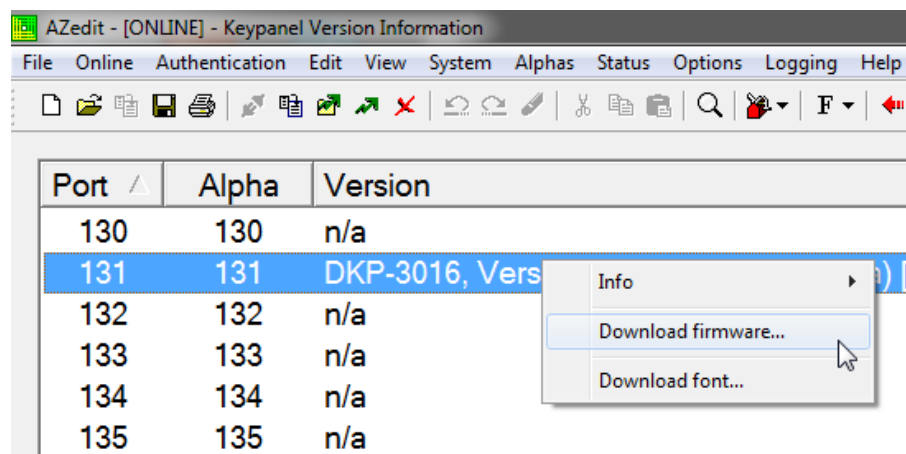 AZedit - [ONLINE] - Keypanel Version Information
File Online Authentication Edit View System Alphas Status Options Logging Help
F
Port Alpha Version
130 130 n/a
131 131 DKP-3016, Vers ) [
Info
132 132 n/a
Download firmware...
133 133 n/a
Download font...
134 134 n/a
135 135 n/a